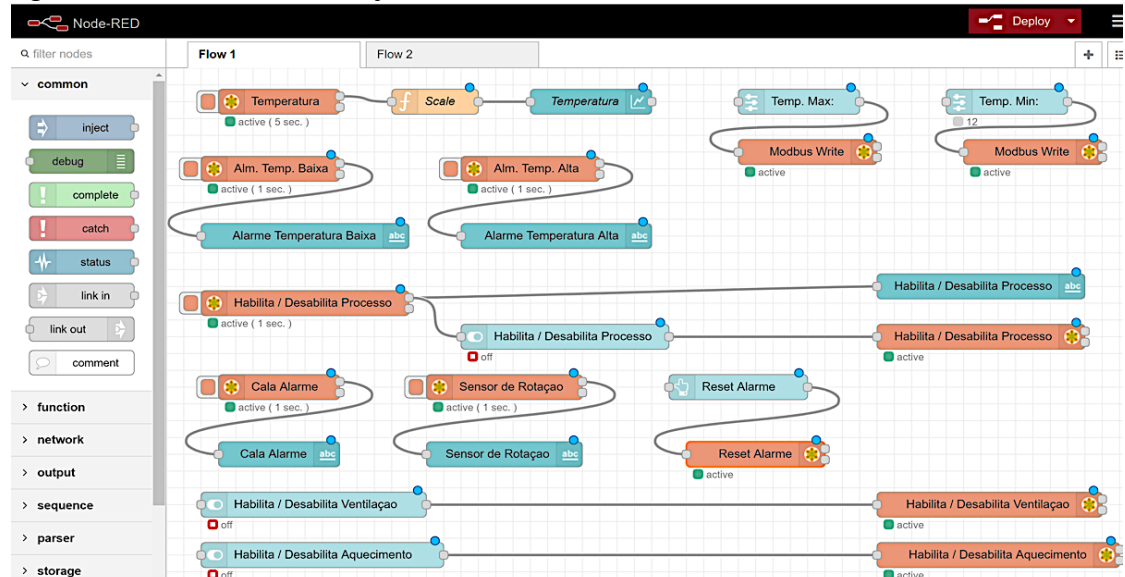 Node-RED
Deploy
filter nodes
Flow 1
Flow 2
common
inject
debug
complete
catch
status
link in
link out
comment
function
network
output
sequence
parser
storage
Temperatura
active ( 5 sec. )
Scale
Temperatura
Temp. Max:
Temp. Min:
12
Modbus Write
active
Modbus Write
active
Alm. Temp. Baixa
active ( 1 sec. )
Alm. Temp. Alta
active ( 1 sec. )
Alarme Temperatura Baixa
abc
Alarme Temperatura Alta
abc
Habilita / Desabilita Processo
active ( 1 sec. )
Habilita / Desabilita Processo
abc
Habilita / Desabilita Processo
off
Habilita / Desabilita Processo
active
Cala Alarme
active ( 1 sec. )
Sensor de Rotaçao
active ( 1 sec. )
Reset Alarme
Cala Alarme
abc
Sensor de Rotaçao
abc
Reset Alarme
active
Habilita / Desabilita Ventilaçao
off
Habilita / Desabilita Ventilaçao
active
Habilita / Desabilita Aquecimento
off
Habilita / Desabilita Aquecimento
active